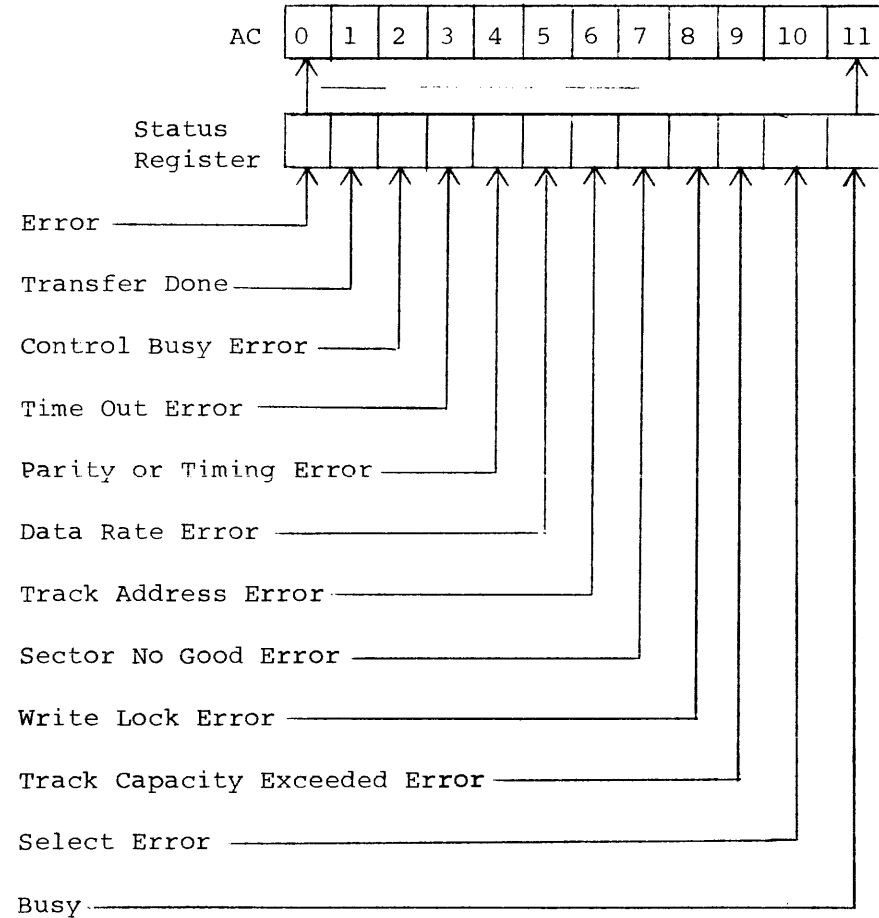 AC 0 1 2 3 4 5 6 7 8 9 10 11
Status
Register
Error
Transfer Done
Control Busy Error
Time Out Error
Parity or Timing Error
Data Rate Error
Track Address Error
Sector No Good Error
Write Lock Error
Track Capacity Exceeded Error
Select Error
Busy